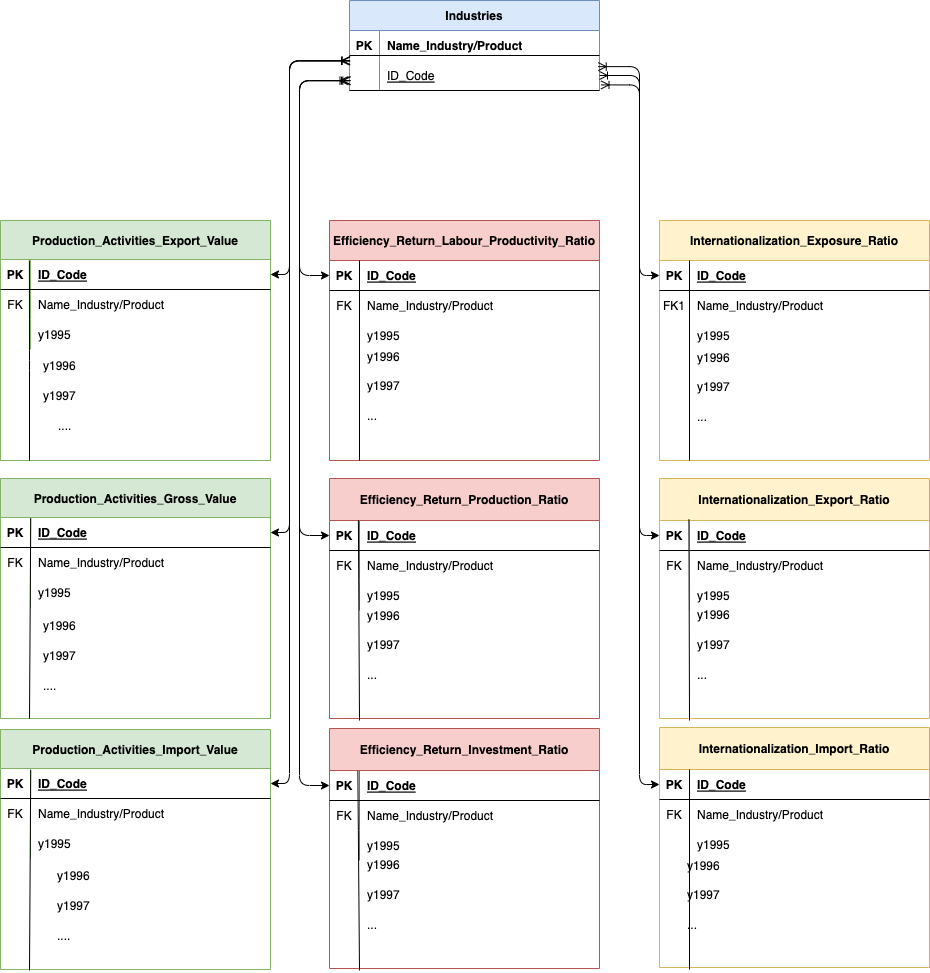 Industries
PK Name_Industry/Product
ID_Code
Production_Activities_Export_Value
PK ID_Code
FK Name_Industry/Product
y1995
y1996
y1997
....
Efficiency_Return_Labour_Productivity_Ratio
PK ID_Code
FK Name_Industry/Product
y1995
y1996
y1997
...
Internationalization_Exposure_Ratio
PK ID_Code
FK1 Name_Industry/Product
y1995
y1996
y1997
...
Production_Activities_Gross_Value
PK ID_Code
FK Name_Industry/Product
y1995
y1996
y1997
....
Efficiency_Return_Production_Ratio
PK ID_Code
FK Name_Industry/Product
y1995
y1996
y1997
...
Internationalization_Export_Ratio
PK ID_Code
FK Name_Industry/Product
y1995
y1996
y1997
...
Production_Activities_Import_Value
PK ID_Code
FK Name_Industry/Product
y1995
y1996
y1997
....
Efficiency_Return_Investment_Ratio
PK ID_Code
FK Name_Industry/Product
y1995
y1996
y1997
...
Internationalization_Import_Ratio
PK ID_Code
FK Name_Industry/Product
y1995
y1996
y1997
...